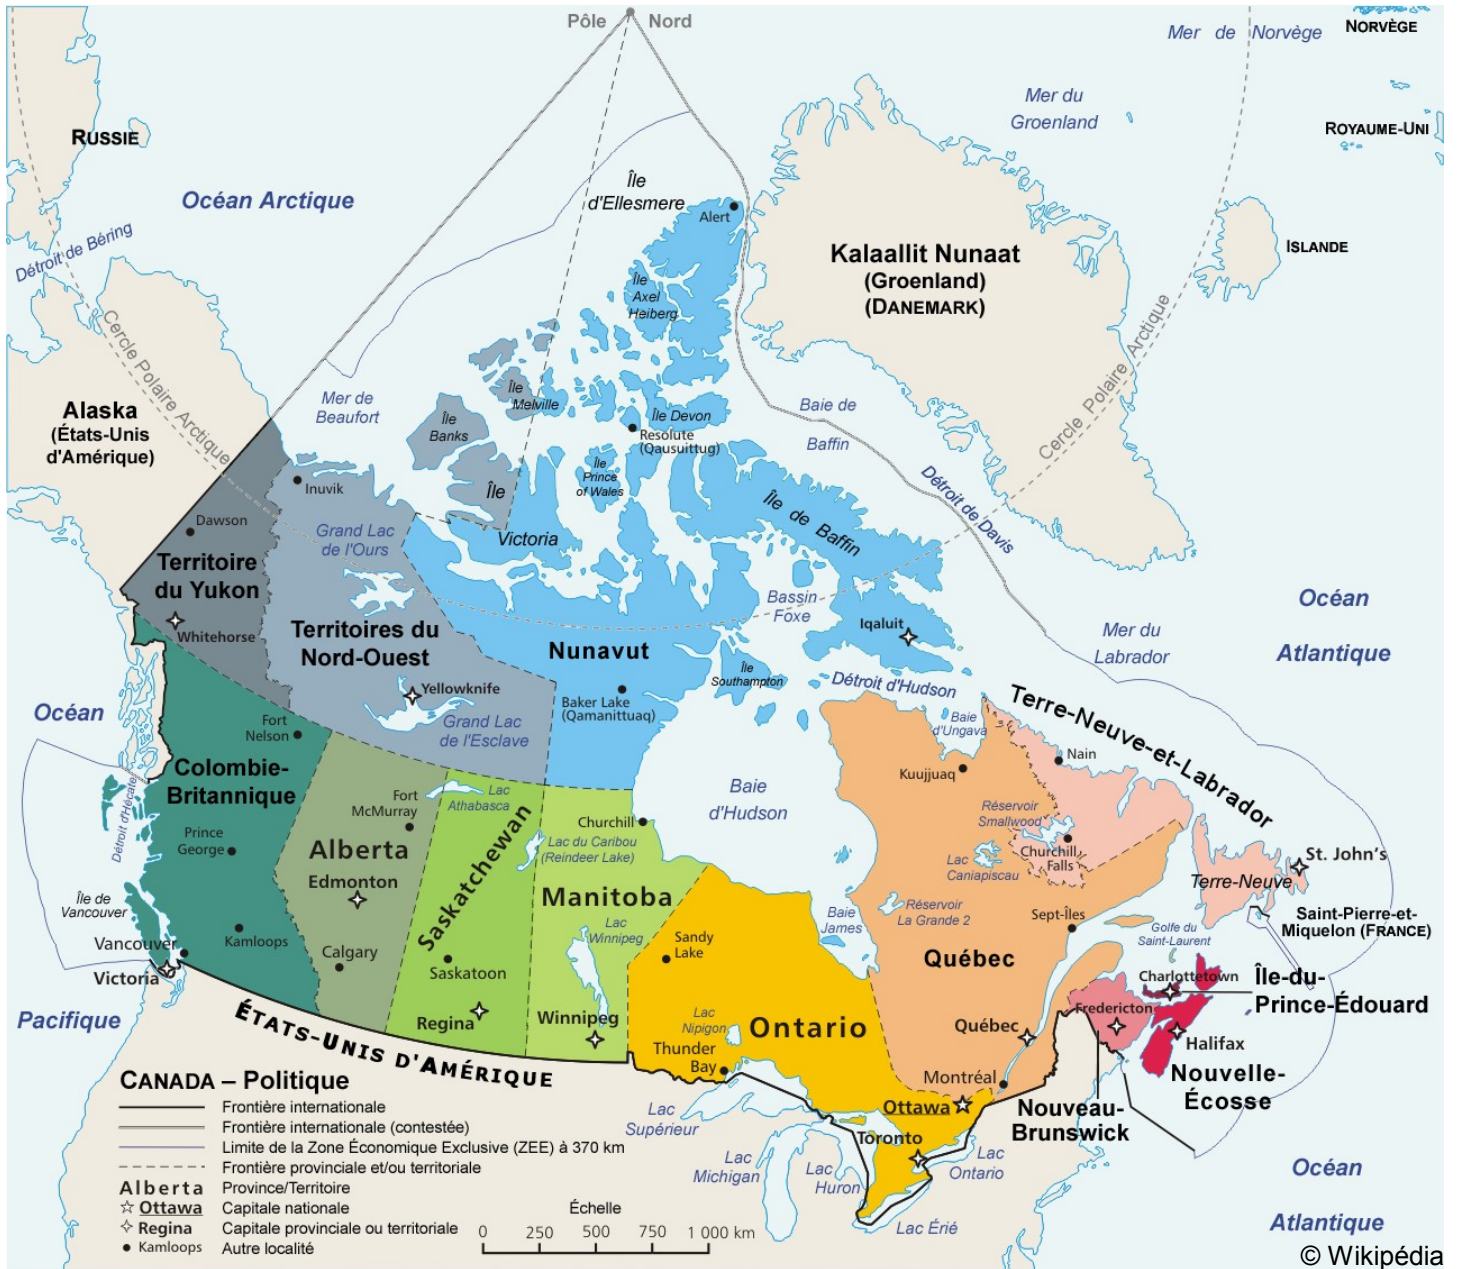 Pôle Nord
Mer de Norvège
NORVÈGE
Mer du
Groenland
RUSSIE
ROYAUME-UNI
Océan Arctique
Île
d'Ellesmere
Alert
Détroit de Béring
Kalaallit Nunaat
(Groenland)
(DANEMARK)
ISLANDE
Île
Axel
Heiberg
Cercle Polaire Arctique
Cercle Polaire Arctique
Alaska
(États-Unis
d'Amérique)
Mer de
Beaufort
Île
Melville
Île
Banks
Île Devon
Resolute
(Qausuittuq)
Baie de
Baffin
Île
Prince
of Wales
Île
Victoria
Île de Baffin
Détroit de Davis
Inuvik
Dawson
Grand Lac
de l'Ours
Territoire
du Yukon
Whitehorse
Territoires du
Nord-Ouest
Yellowknife
Grand Lac
de l'Esclave
Nunavut
Baker Lake
(Qamanittuaq)
Bassin
Foxe
Iqaluit
Île
Southampton
Détroit d'Hudson
Mer du
Labrador
Océan
Atlantique
Océan
Pacifique
Fort
Nelson
Colombie-
Britannique
Détroit d'Hécate
Prince
George
Île de
Vancouver
Vancouver
Victoria
Kamloops
Fort
McMurray
Alberta
Edmonton
Calgary
Lac
Athabasca
Saskatchewan
Saskatoon
Regina
Churchill
Lac du Caribou
(Reindeer Lake)
Manitoba
Lac
Winnipeg
Winnipeg
Baie
d'Hudson
Baie
d'Ungava
Kuujjuaq
Terre-Neuve-et-Labrador
Nain
Réservoir
Smallwood
Churchill
Falls
Lac
Caniapiscau
Réservoir
La Grande 2
Baie
James
Sept-Îles
Terre-Neuve
St. John's
Saint-Pierre-et-
Miquelon (FRANCE)
Golfe du
Saint-Laurent
Québec
Charlottetown
Île-du-
Prince-Édouard
Fredericton
Halifax
Nouvelle-
Écosse
Nouveau-
Brunswick
Québec
Montréal
Sandy
Lake
Lac
Nipigon
Ontario
Thunder
Bay
Ottawa
Toronto
ÉTATS-UNIS D'AMÉRIQUE
Lac
Supérieur
Lac
Michigan
Lac
Huron
Lac
Ontario
Lac Érié
Océan
Atlantique
CANADA – Politique
Frontière internationale
Frontière internationale (contestée)
Limite de la Zone Économique Exclusive (ZEE) à 370 km
Frontière provinciale et/ou territoriale
Alberta Province/Territoire
Ottawa Capitale nationale
Regina Capitale provinciale ou territoriale
Kamloops Autre localité
Échelle
0 250 500 750 1 000 km
© Wikipédia